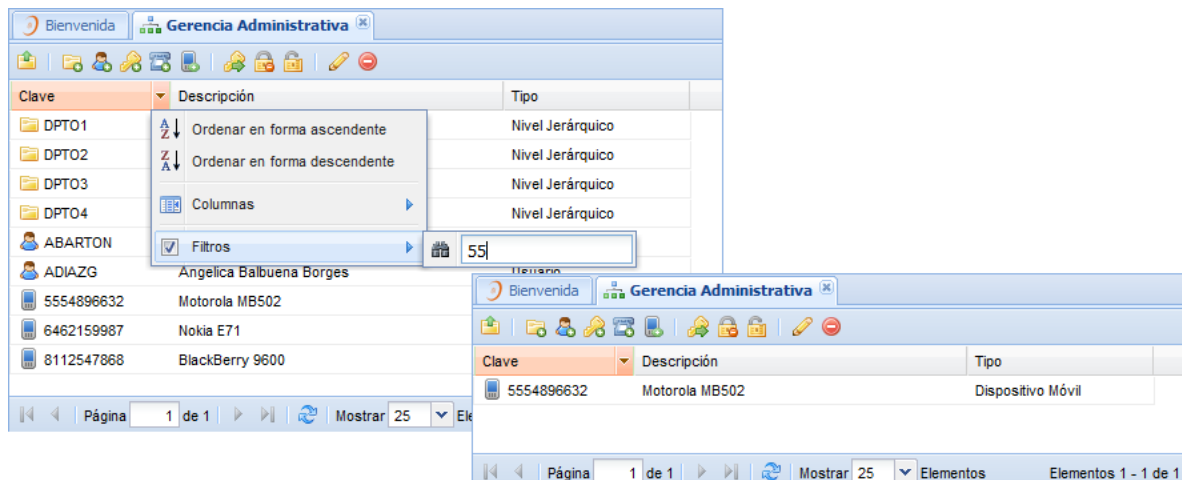 Bienvenida Gerencia Administrativa
Clave Descripción Tipo
DPTO1 Nivel Jerárquico
DPTO2 Nivel Jerárquico
DPTO3 Nivel Jerárquico
DPTO4 Nivel Jerárquico
ABARTON
ADIAZG Angelica Balbuena Borges Usuario
5554896632 Motorola MB502
6462159987 Nokia E71
8112547868 BlackBerry 9600
Página 1 de 1 Mostrar 25
Ordenar en forma ascendente
Ordenar en forma descendente
Columnas
Filtros 55
Bienvenida Gerencia Administrativa
Clave Descripción Tipo
5554896632 Motorola MB502 Dispositivo Móvil
Página 1 de 1 Mostrar 25 Elementos Elementos 1 - 1 de 1